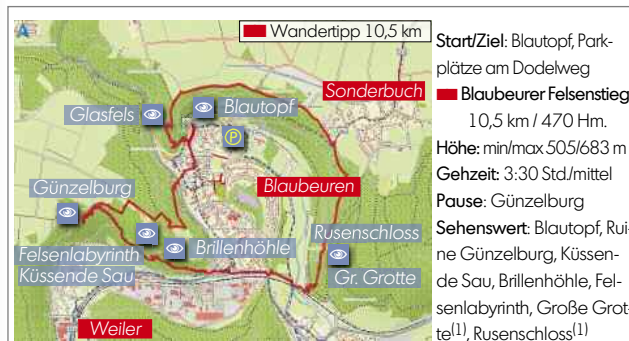 Wandertipp 10,5 km
Sonderbuch
Glasfels
Blautopf
P
Günzelburg
Blaubeuren
Felsenlabyrinth
Küssende Sau
Brillenhöhle
Rusenschloss
Gr. Grotte
Weiler
Start/Ziel: Blautopf, Park-
plätze am Dodelweg
Blaubeurer Felsenstieg
10,5 km / 470 Hm.
Höhe: min/max 505/683 m
Gehzeit: 3:30 Std./mittel
Pause: Günzelburg
Sehenswert: Blautopf, Rui-
ne Günzelburg, Küssen-
de Sau, Brillenhöhle, Fel-
senlabyrinth, Große Grot-
te(1), Rusenschloss(1)